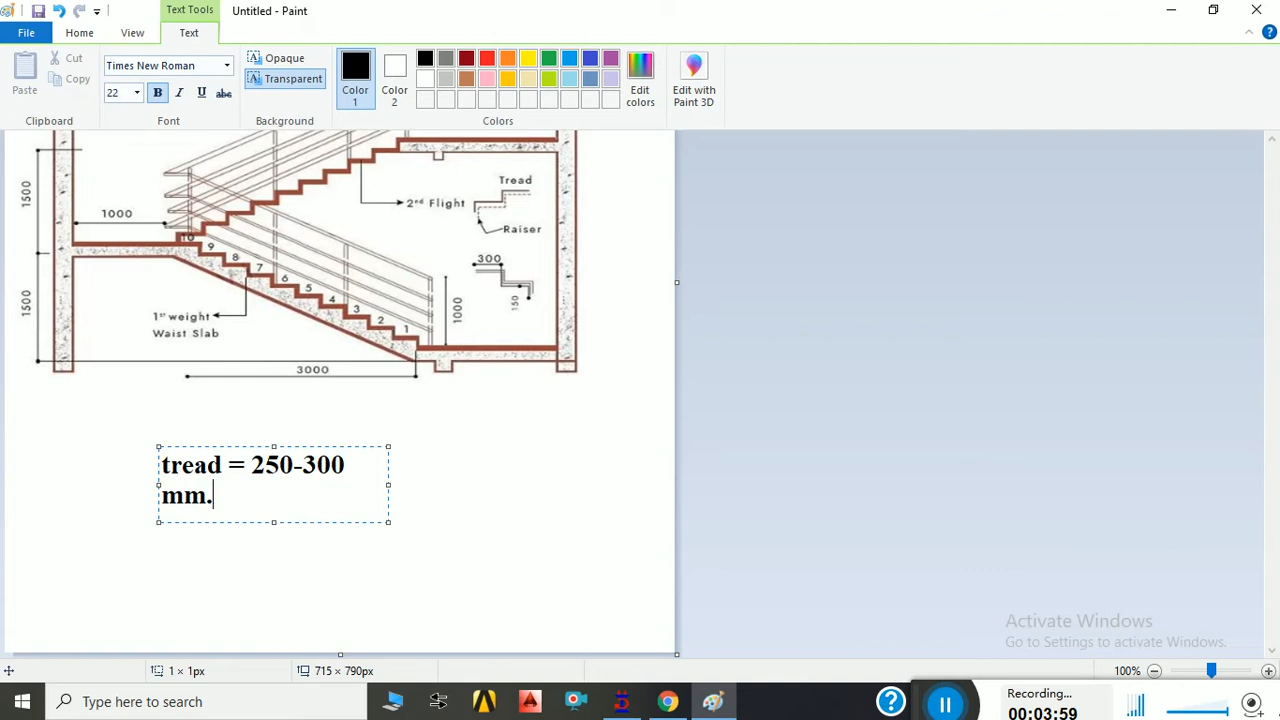 Text Tools
Untitled - Paint
File
Home
View
Text
Cut
Copy
Paste
Clipboard
Times New Roman
22
B
I
U
abc
Font
Opaque
Transparent
Background
Color
1
Color
2
Edit
colors
Colors
Edit with
Paint 3D
1500
1000
10
9
8
7
6
5
4
3
2
1
2nd Flight
Tread
Raiser
300
150
1000
1500
1st weight
Waist Slab
3000
tread = 250-300
mm.
Activate Windows
Go to Settings to activate Windows.
1 × 1px
715 × 790px
100%
Type here to search
Recording...
00:03:59